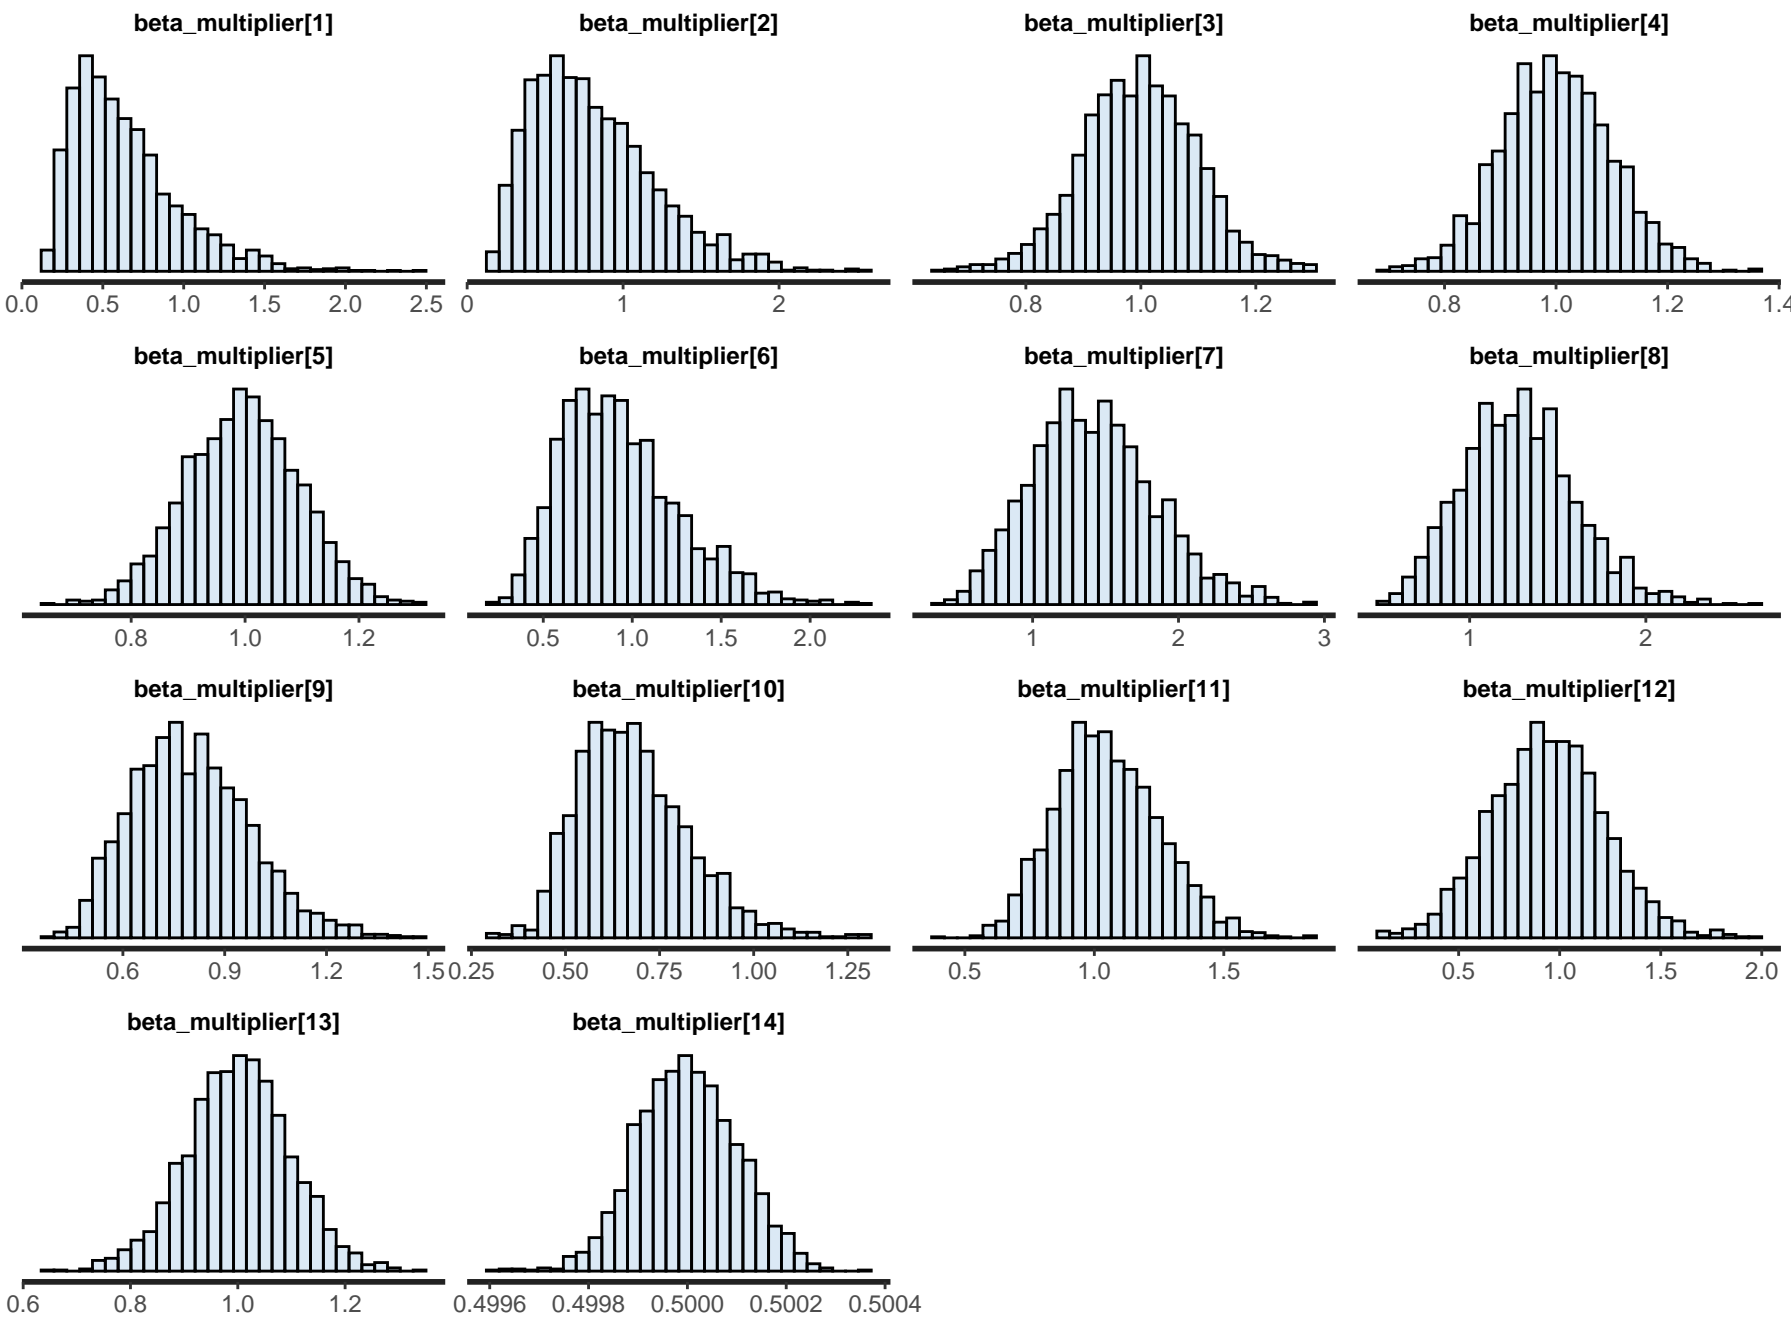 beta_multiplier[1] beta_multiplier[2] beta_multiplier[3] beta_multiplier[4]
0.0 0.5 1.0 1.5 2.0 2.5 0 1 2 0.8 1.0 1.2 0.8 1.0 1.2 1.4
beta_multiplier[5] beta_multiplier[6] beta_multiplier[7] beta_multiplier[8]
0.8 1.0 1.2 0.5 1.0 1.5 2.0 1 2 3 1 2
beta_multiplier[9] beta_multiplier[10] beta_multiplier[11] beta_multiplier[12]
0.6 0.9 1.2 1.5 0.25 0.50 0.75 1.00 1.25 0.5 1.0 1.5 0.5 1.0 1.5 2.0
beta_multiplier[13] beta_multiplier[14]
0.6 0.8 1.0 1.2 0.4996 0.4998 0.5000 0.5002 0.5004